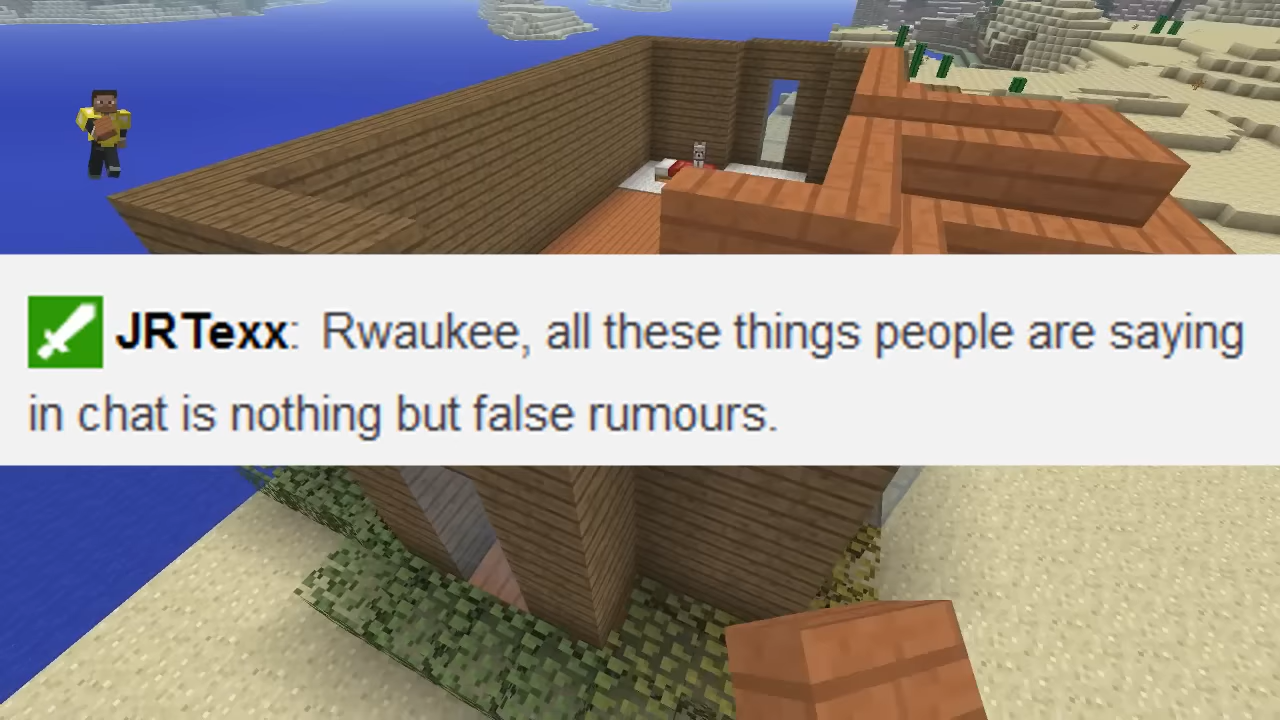 JRTexx: Rwaukee, all these things people are saying
in chat is nothing but false rumours.